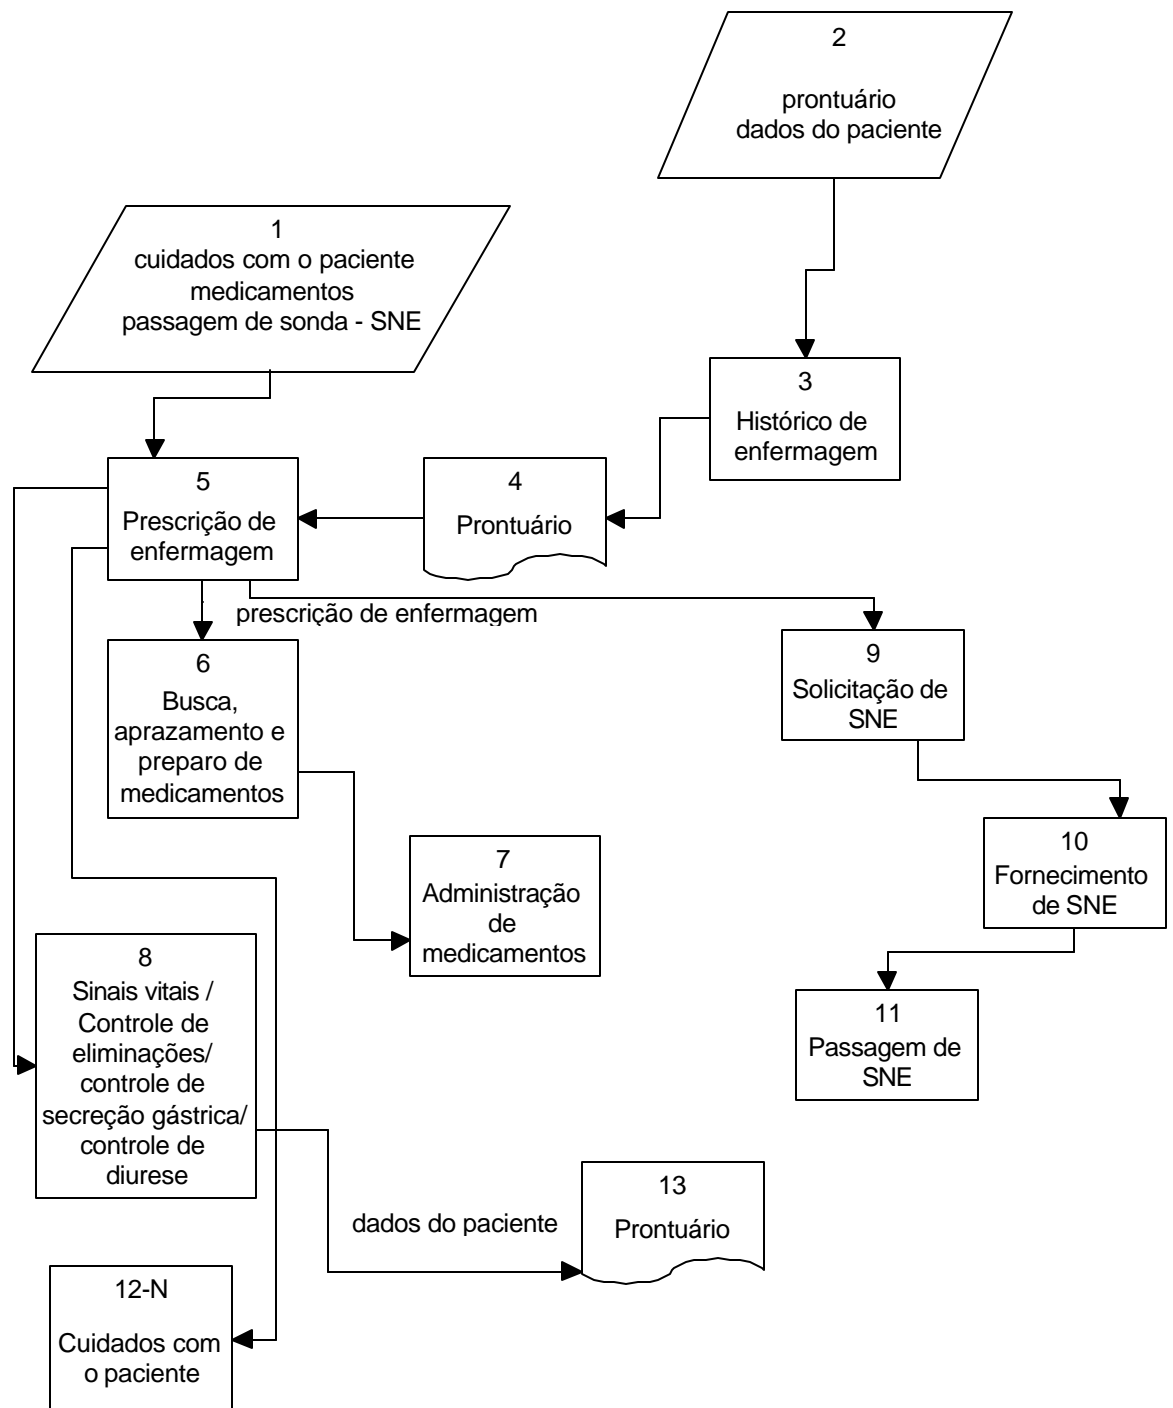 2
prontuário
dados do paciente
1
cuidados com o paciente
medicamentos
passagem de sonda - SNE
3
Histórico de
enfermagem
5
Prescrição de
enfermagem
4
Prontuário
prescrição de enfermagem
6
Busca,
aprazamento e
preparo de
medicamentos
9
Solicitação de
SNE
7
Administração
de
medicamentos
10
Fornecimento
de SNE
8
Sinais vitais /
Controle de
eliminações/
controle de
secreção gástrica/
controle de
diurese
11
Passagem de
SNE
dados do paciente
13
Prontuário
12-N
Cuidados com
o paciente